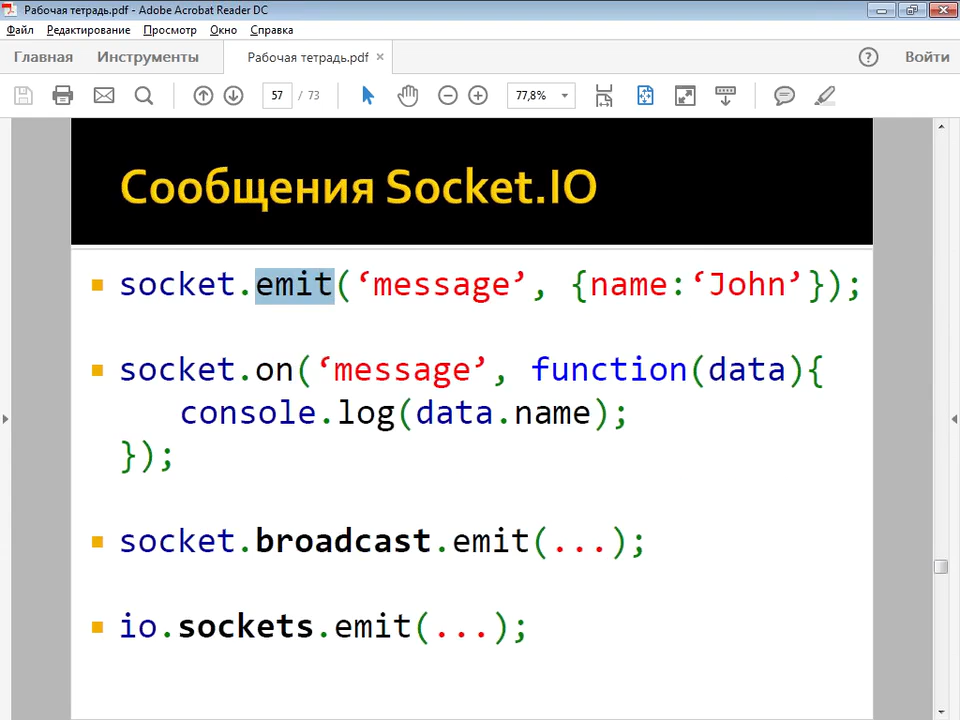 Рабочая тетрадь.pdf - Adobe Acrobat Reader DC
Файл Редактирование Просмотр Окно Справка
Главная Инструменты Рабочая тетрадь.pdf × Войти
57 / 73 77,8%
Сообщения Socket.IO
socket.emit(‘message’, {name:‘John’});
socket.on(‘message’, function(data){
console.log(data.name);
});
socket.broadcast.emit(...);
io.sockets.emit(...);